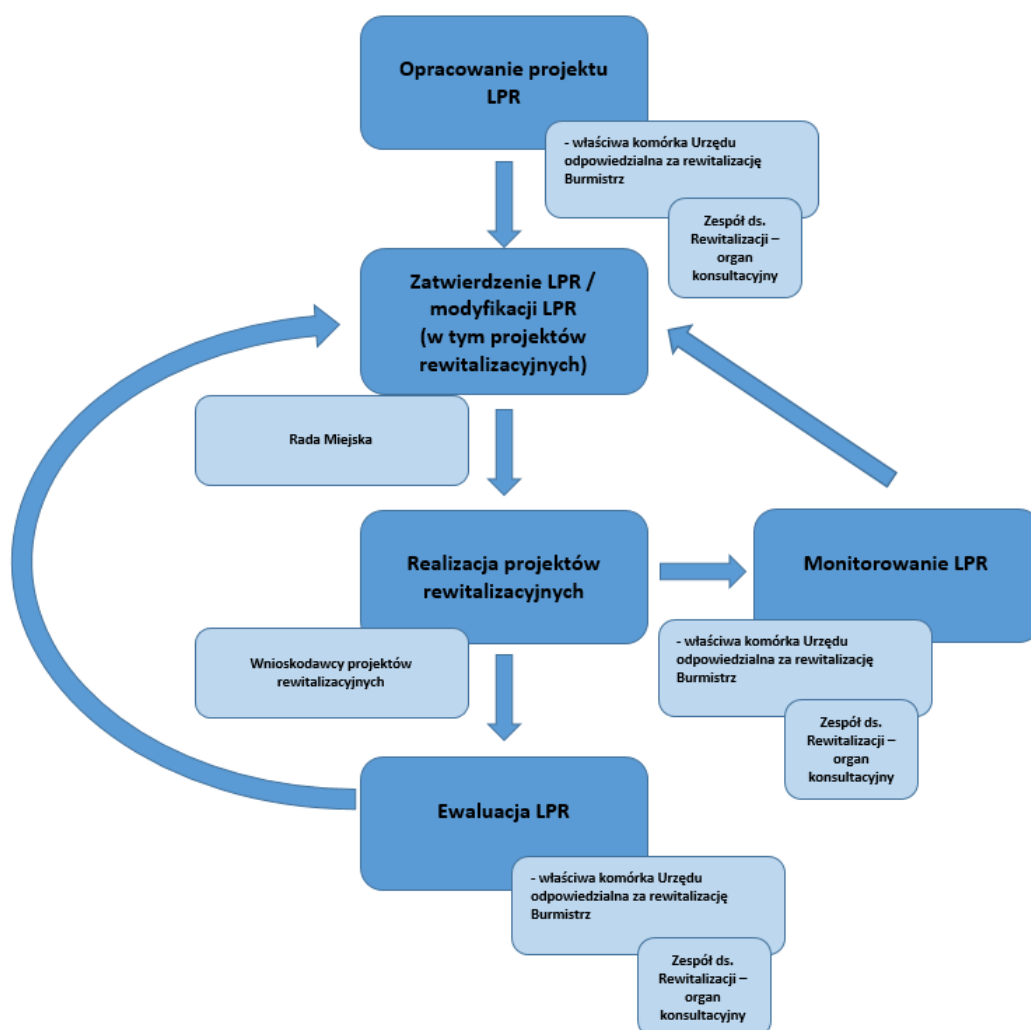 Opracowanie projektu
LPR
- właściwa komórka Urzędu
odpowiedzialna za rewitalizację
Burmistrz
Zespół ds.
Rewitalizacji –
organ
konsultacyjny
Zatwierdzenie LPR /
modyfikacji LPR
(w tym projektów
rewitalizacyjnych)
Rada Miejska
Realizacja projektów
rewitalizacyjnych
Monitorowanie LPR
Wnioskodawcy projektów
rewitalizacyjnych
- właściwa komórka Urzędu
odpowiedzialna za rewitalizację
Burmistrz
Zespół ds.
Rewitalizacji –
organ
konsultacyjny
Ewaluacja LPR
- właściwa komórka Urzędu
odpowiedzialna za rewitalizację
Burmistrz
Zespół ds.
Rewitalizacji –
organ
konsultacyjny